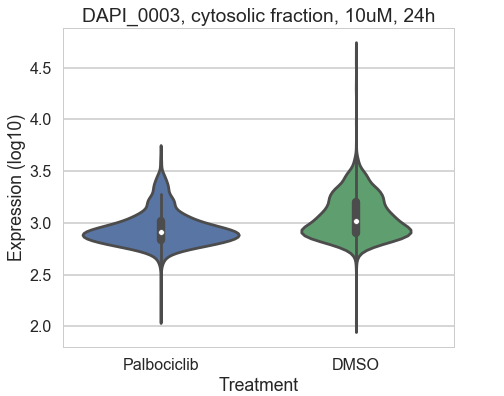 DAPI_0003, cytosolic fraction, 10uM, 24h
Expression (log10)
4.5
4.0
3.5
3.0
2.5
2.0
Palbociclib DMSO
Treatment